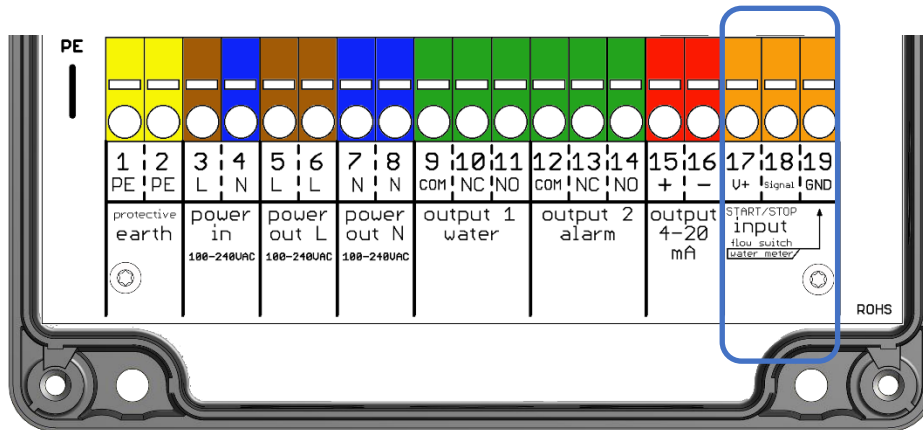 PE
1 2 3 4 5 6 7 8 9 10 11 12 13 14 15 16 17 18 19
PE PE L N L L N N COM NC NO COM NC NO + - V+ Signal GND
protective
earth
power
in
100-240VAC
power
out L
100-240VAC
power
out N
100-240VAC
output 1
water
output 2
alarm
output
4-20
mA
START/STOP
input
flow switch
water meter
ROHS